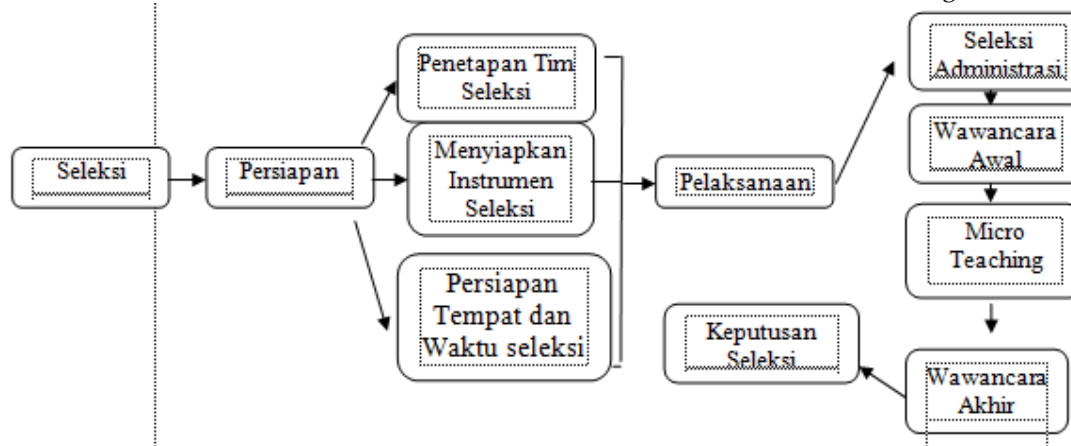 Seleksi
Persiapan
Penetapan Tim
Seleksi
Menyiapkan
Instrumen
Seleksi
Persiapan
Tempat dan
Waktu seleksi
Pelaksanaan
Seleksi
Administrasi
Wawancara
Awal
Micro
Teaching
Wawancara
Akhir
Keputusan
Seleksi